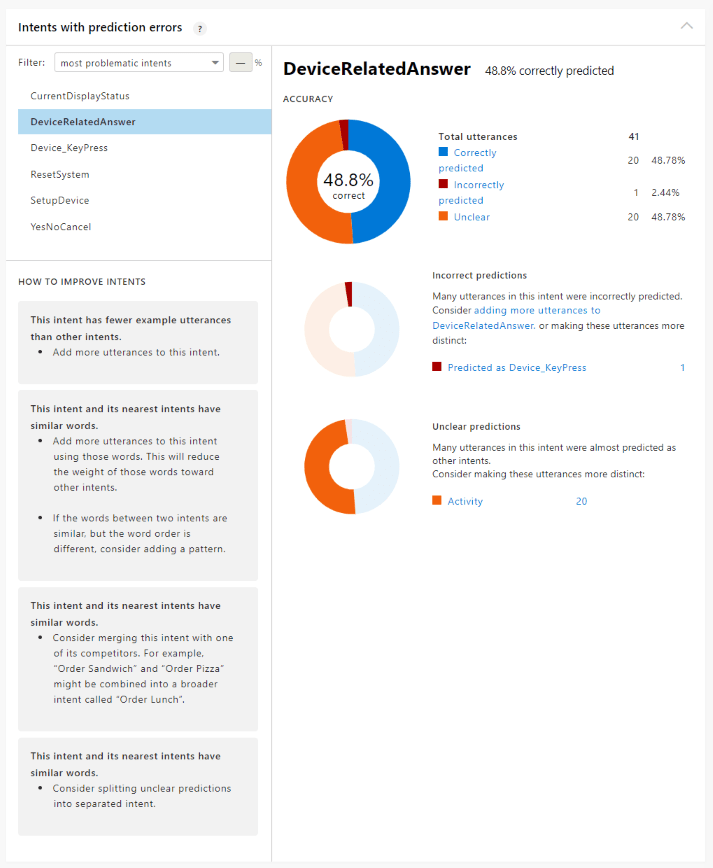 Intents with prediction errors ?
Filter: most problematic intents — %
CurrentDisplayStatus
DeviceRelatedAnswer
Device_KeyPress
ResetSystem
SetupDevice
YesNoCancel
HOW TO IMPROVE INTENTS
This intent has fewer example utterances
than other intents.
• Add more utterances to this intent.
This intent and its nearest intents have
similar words.
• Add more utterances to this intent
using those words. This will reduce
the weight of those words toward
other intents.
• If the words between two intents are
similar, but the word order is
different, consider adding a pattern.
This intent and its nearest intents have
similar words.
• Consider merging this intent with one
of its competitors. For example,
"Order Sandwich" and "Order Pizza"
might be combined into a broader
intent called "Order Lunch".
This intent and its nearest intents have
similar words.
• Consider splitting unclear predictions
into separated intent.
DeviceRelatedAnswer 48.8% correctly predicted
ACCURACY
48.8%
correct
Total utterances 41
Correctly
predicted 20 48.78%
Incorrectly
predicted 1 2.44%
Unclear 20 48.78%
Incorrect predictions
Many utterances in this intent were incorrectly predicted.
Consider adding more utterances to
DeviceRelatedAnswer. or making these utterances more
distinct:
Predicted as Device_KeyPress 1
Unclear predictions
Many utterances in this intent were almost predicted as
other intents.
Consider making these utterances more distinct:
Activity 20